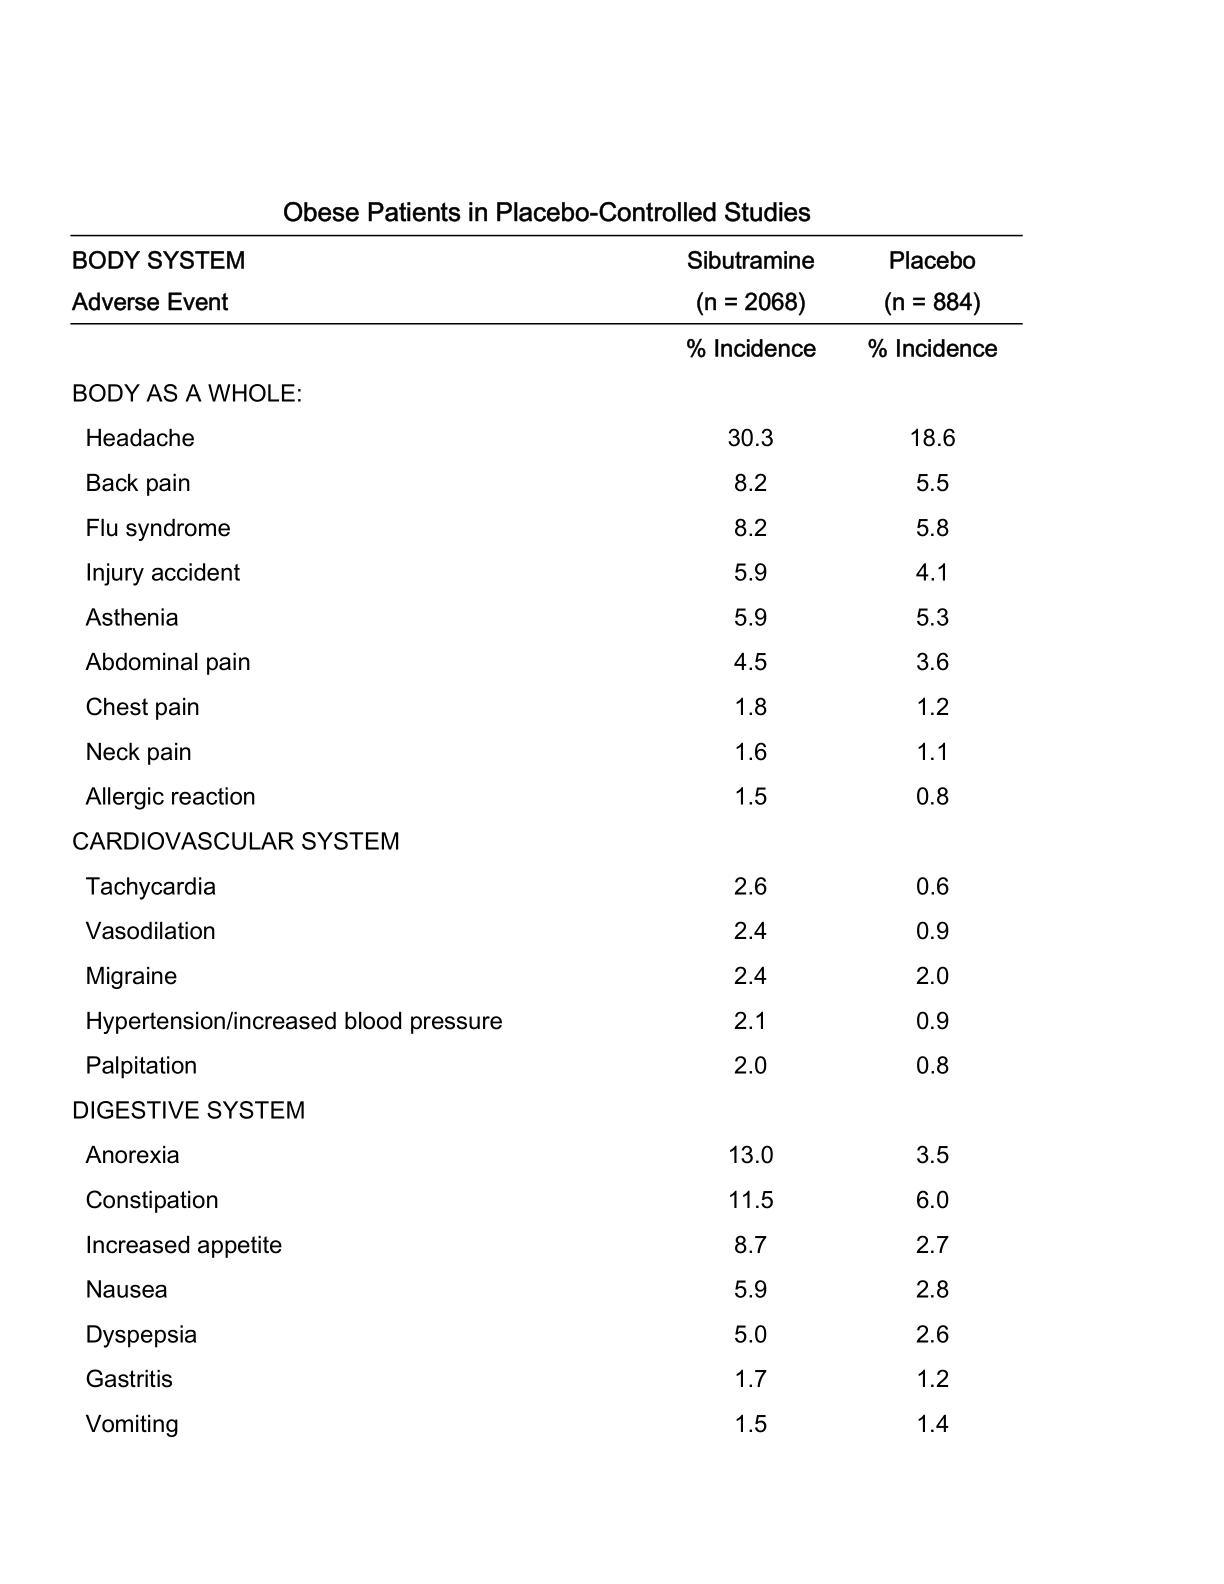 Obese Patients in Placebo-Controlled Studies
BODY SYSTEM Sibutramine Placebo
Adverse Event (n = 2068) (n = 884)
% Incidence % Incidence
BODY AS A WHOLE:
Headache 30.3 18.6
Back pain 8.2 5.5
Flu syndrome 8.2 5.8
Injury accident 5.9 4.1
Asthenia 5.9 5.3
Abdominal pain 4.5 3.6
Chest pain 1.8 1.2
Neck pain 1.6 1.1
Allergic reaction 1.5 0.8
CARDIOVASCULAR SYSTEM
Tachycardia 2.6 0.6
Vasodilation 2.4 0.9
Migraine 2.4 2.0
Hypertension/increased blood pressure 2.1 0.9
Palpitation 2.0 0.8
DIGESTIVE SYSTEM
Anorexia 13.0 3.5
Constipation 11.5 6.0
Increased appetite 8.7 2.7
Nausea 5.9 2.8
Dyspepsia 5.0 2.6
Gastritis 1.7 1.2
Vomiting 1.5 1.4